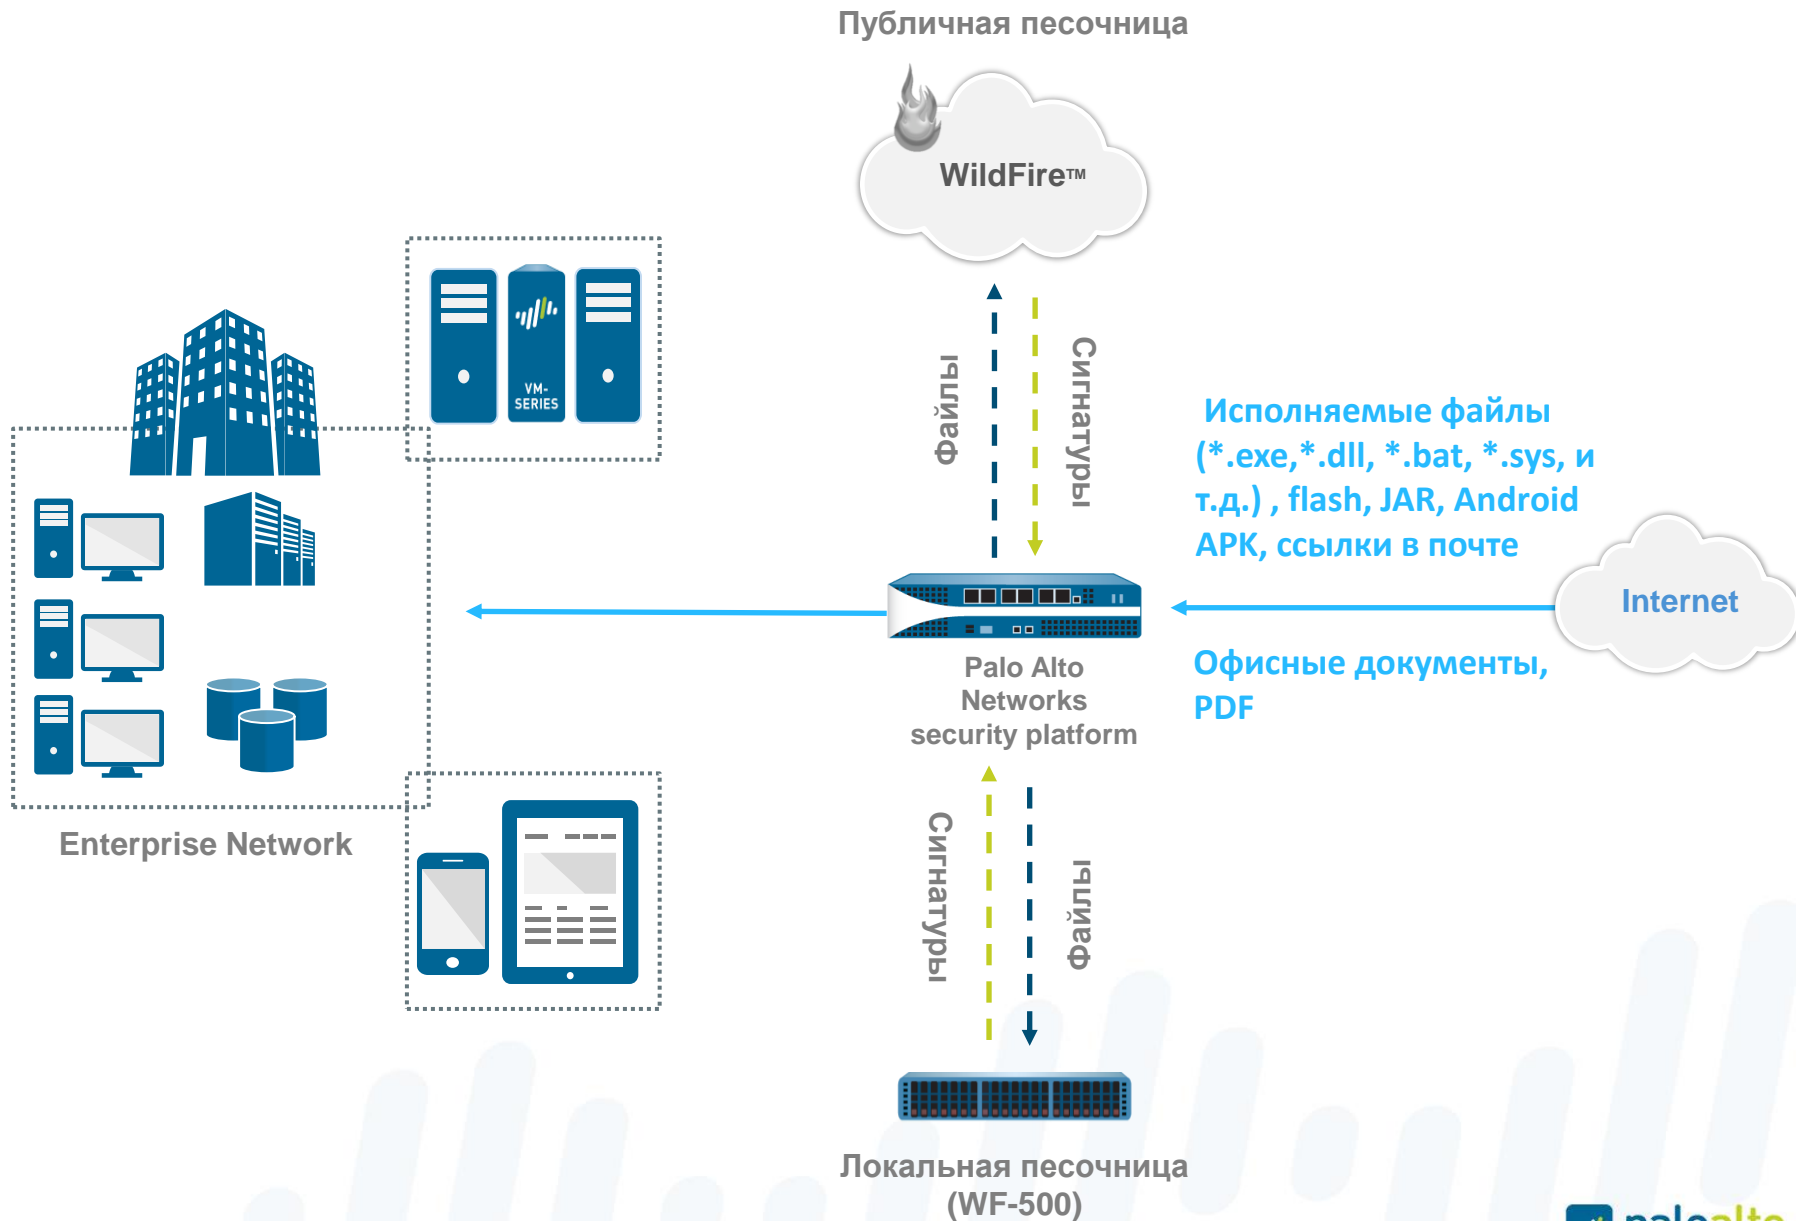 Публичная песочница
WildFire™
VM-
SERIES
Файлы
Сигнатуры
Исполняемые файлы
(*.exe,*.dll, *.bat, *.sys, и
т.д.) , flash, JAR, Android
APK, ссылки в почте
Internet
Palo Alto
Networks
security platform
Офисные документы,
PDF
Enterprise Network
Сигнатуры
Файлы
Локальная песочница
(WF-500)
paloalto